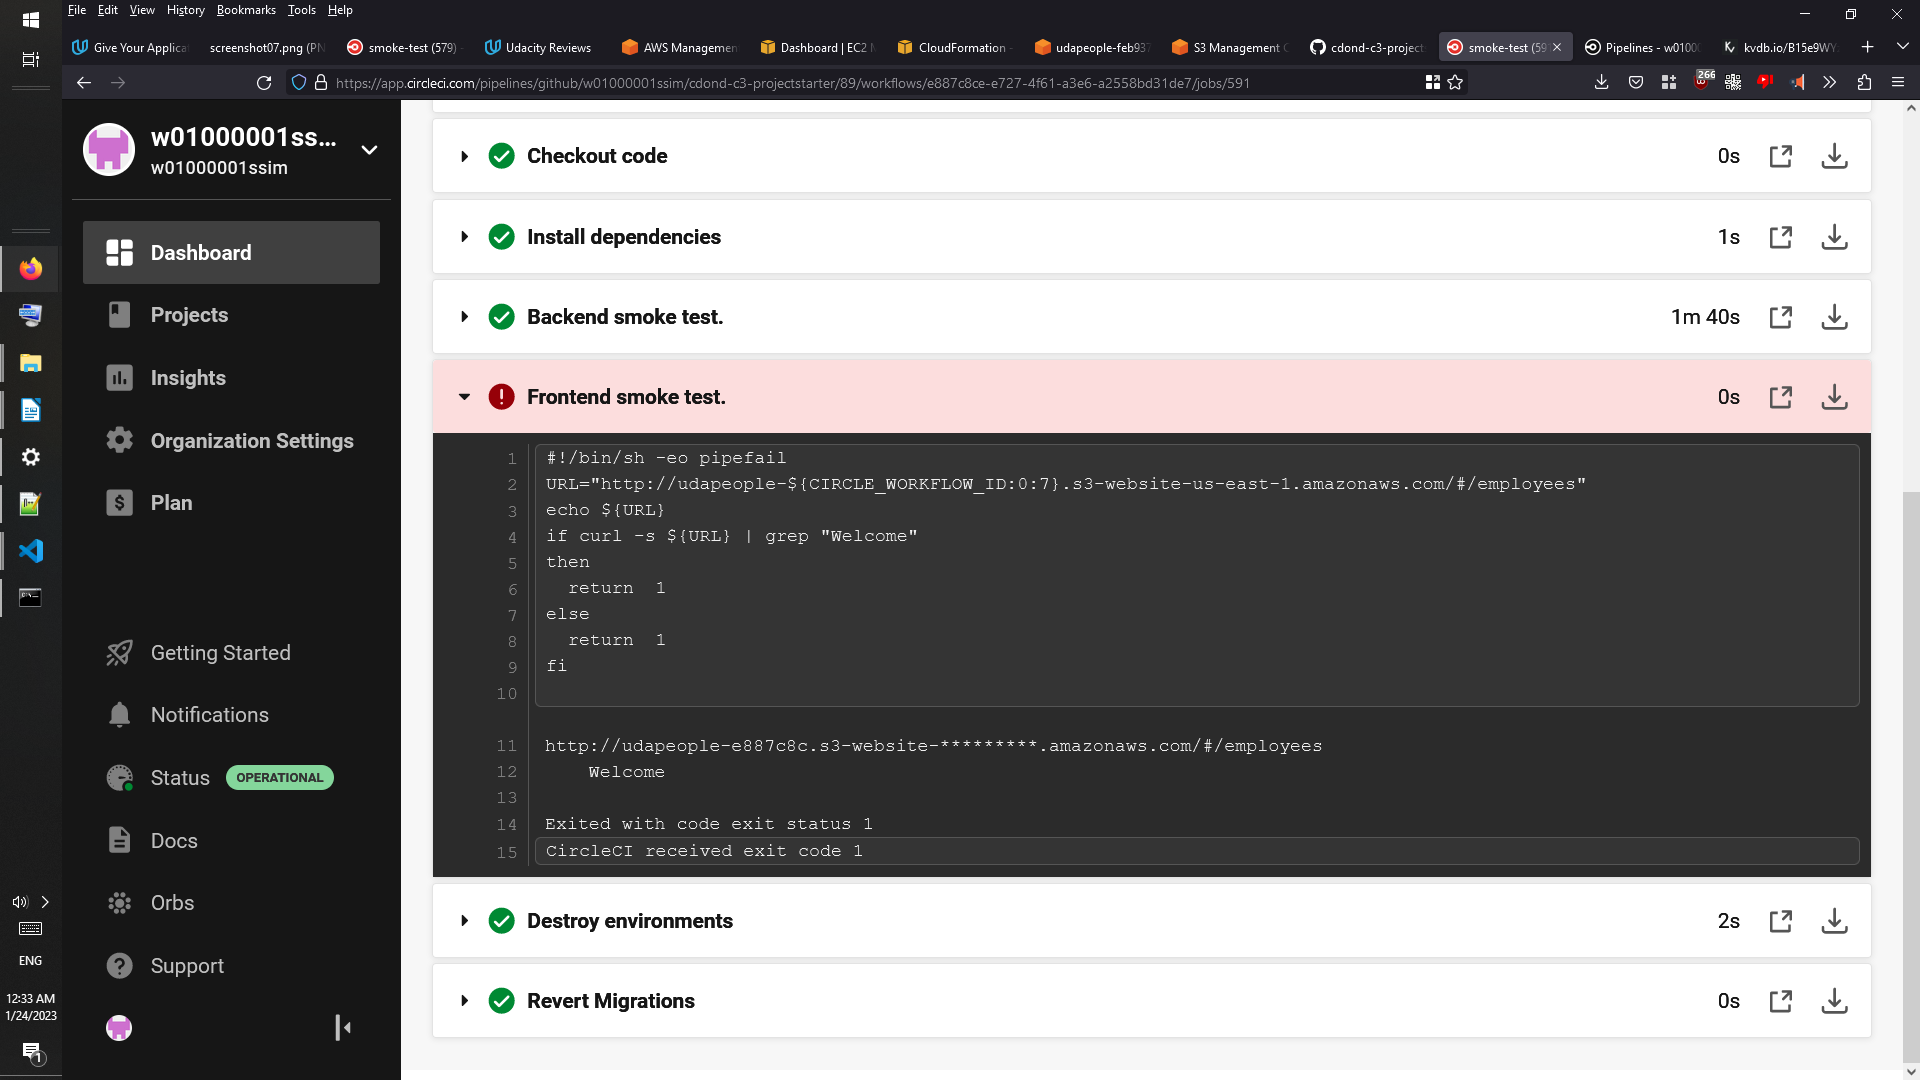 File Edit View History Bookmarks Tools Help
Give Your Applica
screenshot07.png (PN
smoke-test (579) -
Udacity Reviews
AWS Managemen
Dashboard | EC2 M
CloudFormation -
udapeople-feb937
S3 Management C
cdond-c3-project
smoke-test (59
Pipelines - w0100
kvdb.io/B15e9WY
https://app.circleci.com/pipelines/github/w01000001ssim/cdond-c3-projectstarter/89/workflows/e887c8ce-e727-4f61-a3e6-a2558bd31de7/jobs/591
266
w01000001ss...
w01000001ssim
Dashboard
Projects
Insights
Organization Settings
Plan
Getting Started
Notifications
Status OPERATIONAL
Docs
Orbs
Support
ENG
12:33 AM
1/24/2023
1
Checkout code 0s
Install dependencies 1s
Backend smoke test. 1m 40s
Frontend smoke test. 0s
1 #!/bin/sh -eo pipefail
2 URL="http://udapeople-${CIRCLE_WORKFLOW_ID:0:7}.s3-website-us-east-1.amazonaws.com/#/employees"
3 echo ${URL}
4 if curl -s ${URL} | grep "Welcome"
5 then
6 return 1
7 else
8 return 1
9 fi
10
11 http://udapeople-e887c8c.s3-website-*********.amazonaws.com/#/employees
12 Welcome
13
14 Exited with code exit status 1
15 CircleCI received exit code 1
Destroy environments 2s
Revert Migrations 0s